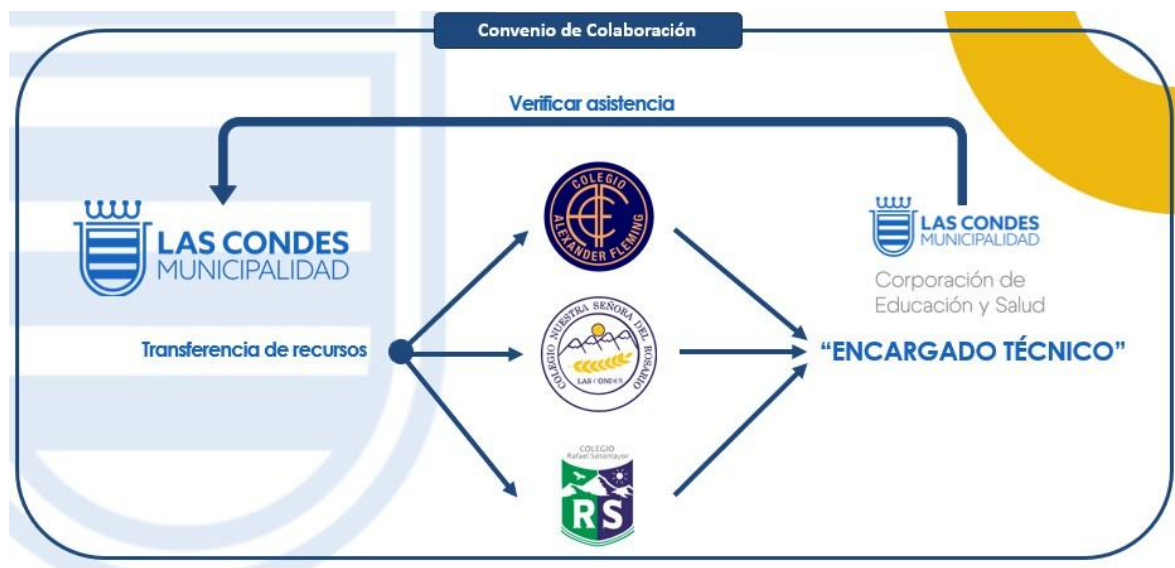 Convenio de Colaboración
Verificar asistencia
COLEGIO
ALEXANDER FLEMING
LAS CONDES
MUNICIPALIDAD
LAS CONDES
MUNICIPALIDAD
Corporación de
Educación y Salud
COLEGIO NUESTRA SEÑORA DEL ROSARIO
LAS CONDES
Transferencia de recursos
“ENCARGADO TÉCNICO”
COLEGIO
Rafael Sotomayor
RS